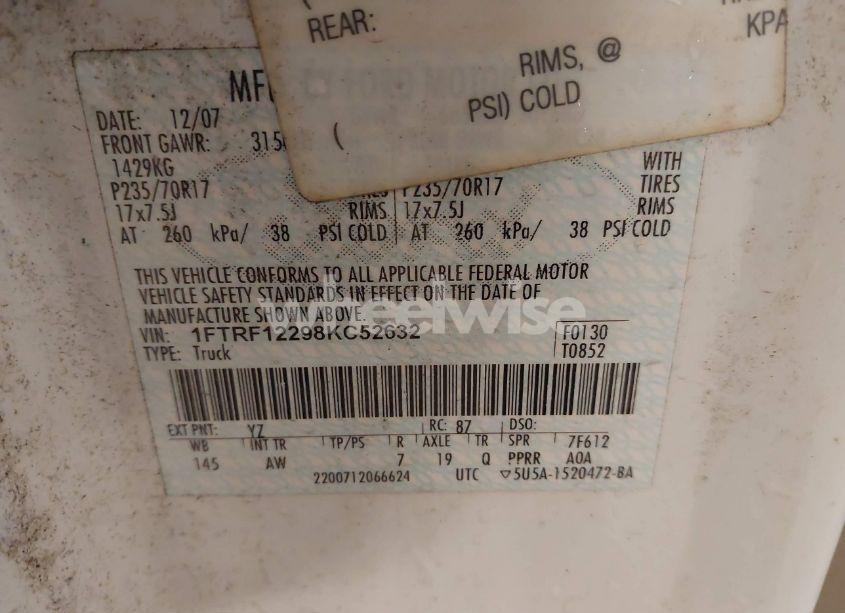 REAR:
KPA
RIMS, @
PSI) COLD
(
DATE: 12/07
FRONT GAWR:
1429KG
WITH
P235/70R17
P235/70R17 TIRES
17x7.5J RIMS 17x7.5J RIMS
AT 260 kPa/ 38 PSI COLD AT 260 kPa/ 38 PSI COLD
THIS VEHICLE CONFORMS TO ALL APPLICABLE FEDERAL MOTOR
VEHICLE SAFETY STANDARDS IN EFFECT ON THE DATE OF
MANUFACTURE SHOWN ABOVE.
wheelwise
VIN: 1FTRF12298KC52632 F0130
TYPE: Truck T0852
EXT PNT: YZ RC: 87 DSO:
WB INT TR TP/PS R AXLE TR SPR 7F612
145 AW 7 19 Q PPRR A0A
2200712066624 UTC ▽5U5A-1520472-BA